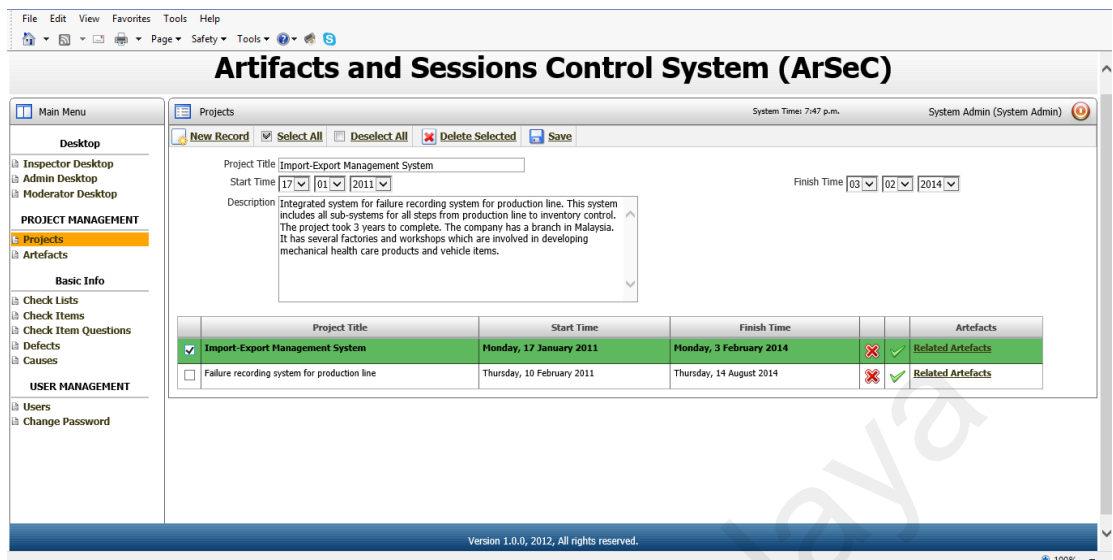 File Edit View Favorites Tools Help
Page Safety Tools
Artifacts and Sessions Control System (ArSeC)
Main Menu
Projects System Time: 7:47 p.m. System Admin (System Admin)
New Record Select All Deselect All Delete Selected Save
Desktop
Inspector Desktop
Admin Desktop
Moderator Desktop
PROJECT MANAGEMENT
Projects
Artefacts
Basic Info
Check Lists
Check Items
Check Item Questions
Defects
Causes
USER MANAGEMENT
Users
Change Password
Project Title Import-Export Management System
Start Time 17 01 2011 Finish Time 03 02 2014
Description Integrated system for failure recording system for production line. This system
includes all sub-systems for all steps from production line to inventory control.
The project took 3 years to complete. The company has a branch in Malaysia.
It has several factories and workshops which are involved in developing
mechanical health care products and vehicle items.
Project Title Start Time Finish Time Artefacts
Import-Export Management System Monday, 17 January 2011 Monday, 3 February 2014 Related Artefacts
Failure recording system for production line Thursday, 10 February 2011 Thursday, 14 August 2014 Related Artefacts
Version 1.0.0, 2012, All rights reserved.